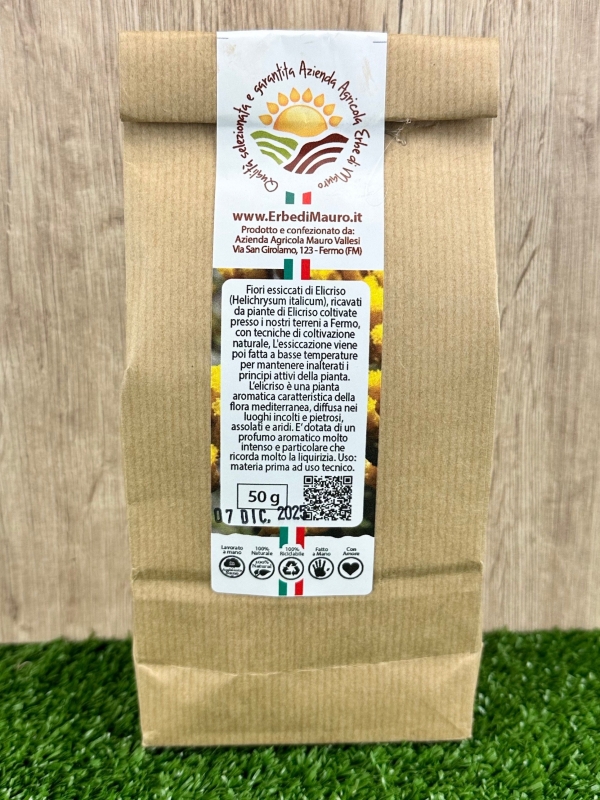 Qualità selezionata e garantita Azienda Agricola Erbe di Mauro
www.ErbediMauro.it
Prodotto e confezionato da:
Azienda Agricola Mauro Vallesi
Via San Girolamo, 123 - Fermo (FM)
Fiori essiccati di Elicriso
(Helichrysum italicum), ricavati
da piante di Elicriso coltivate
presso i nostri terreni a Fermo,
con tecniche di coltivazione
naturale, L'essiccazione viene
poi fatta a basse temperature
per mantenere inalterati i
principi attivi della pianta.
L'elicriso è una pianta
aromatica caratteristica della
flora mediterranea, diffusa nei
luoghi incolti e pietrosi,
assolati e aridi. E' dotata di un
profumo aromatico molto
intenso e particolare che
ricorda molto la liquirizia. Uso:
materia prima ad uso tecnico.
50 g
07 DIC. 2025
Lavorato a mano
100% Naturale
100% Riciclabile
Fatto a Mano
Con Amore